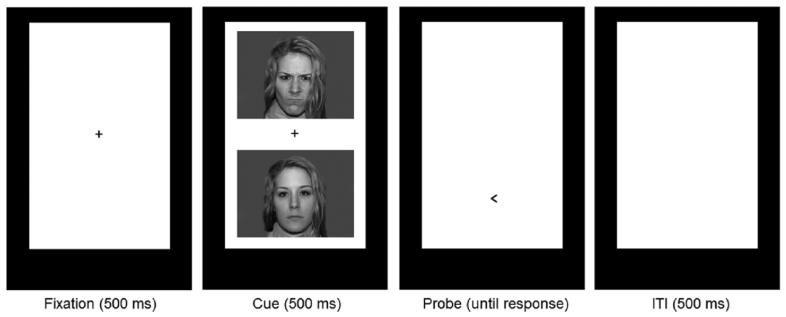 +
+
<
Fixation (500 ms)
Cue (500 ms)
Probe (until response)
ITI (500 ms)